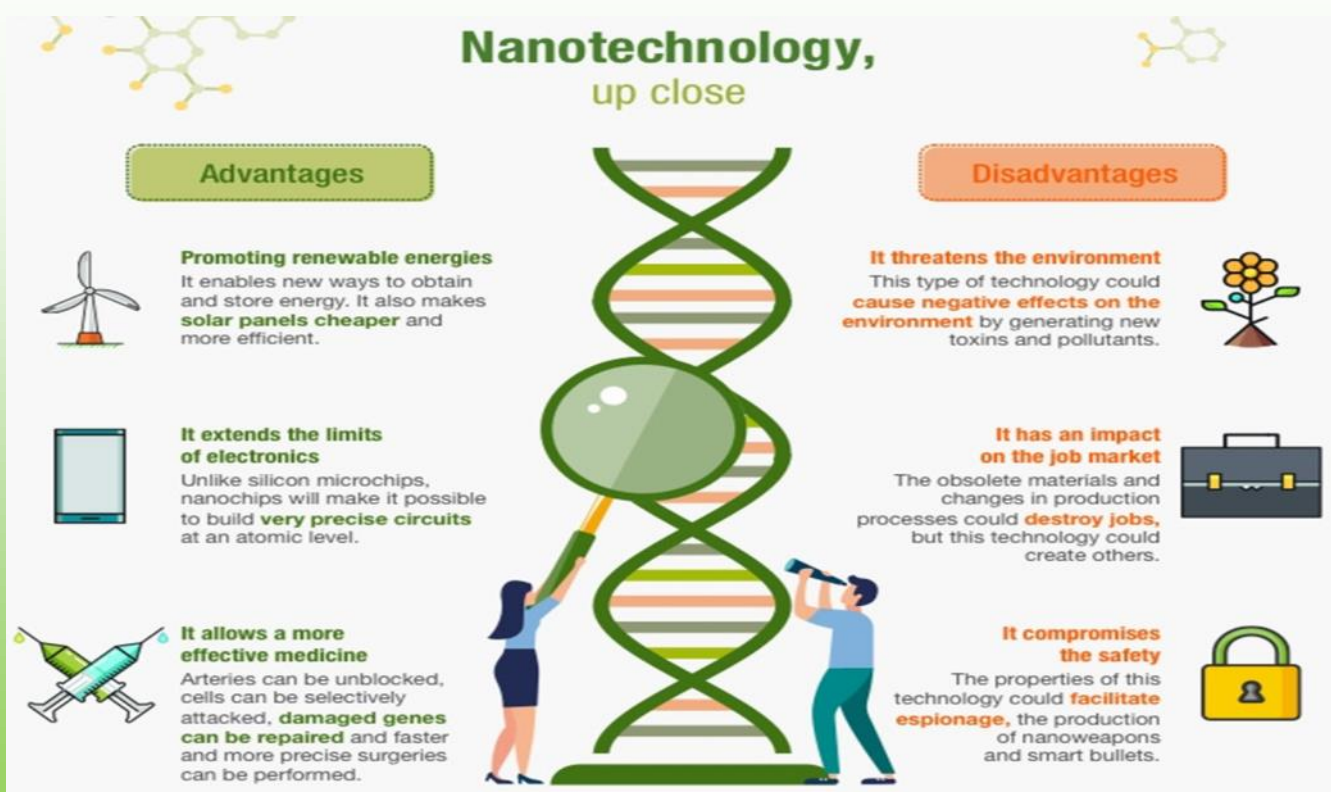 Nanotechnology,
up close
Advantages
Promoting renewable energies
It enables new ways to obtain
and store energy. It also makes
solar panels cheaper and
more efficient.
It extends the limits
of electronics
Unlike silicon microchips,
nanochips will make it possible
to build very precise circuits
at an atomic level.
It allows a more
effective medicine
Arteries can be unblocked,
cells can be selectively
attacked, damaged genes
can be repaired and faster
and more precise surgeries
can be performed.
Disadvantages
It threatens the environment
This type of technology could
cause negative effects on the
environment by generating new
toxins and pollutants.
It has an impact
on the job market
The obsolete materials and
changes in production
processes could destroy jobs,
but this technology could
create others.
It compromises
the safety
The properties of this
technology could facilitate
espionage, the production
of nanoweapons
and smart bullets.